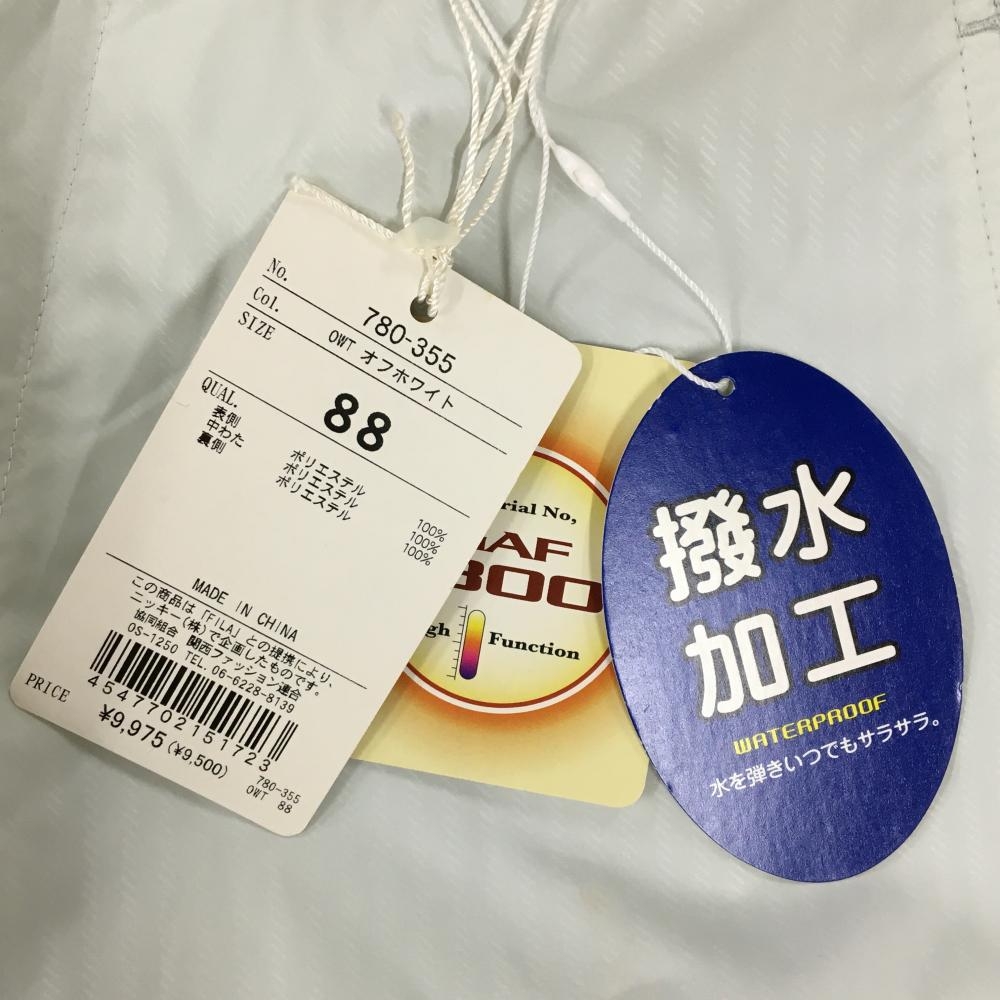 No.
780-355
Col.
OWT オフホワイト
SIZE
88
QUAL.
表側 ポリエステル 100%
中わた ポリエステル 100%
裏側 ポリエステル 100%
MADE IN CHINA
この商品は「FILA」との提携により、
ニッキー(株)で企画したものです。
協同組合 関西ファッション連合
OS-1250 TEL.06-6228-8139
4547702151723
PRICE
¥9,975(¥9,500)
780-355
OWT 88
No,
Function
撥水
加工
WATERPROOF
水を弾きいつでもサラサラ。